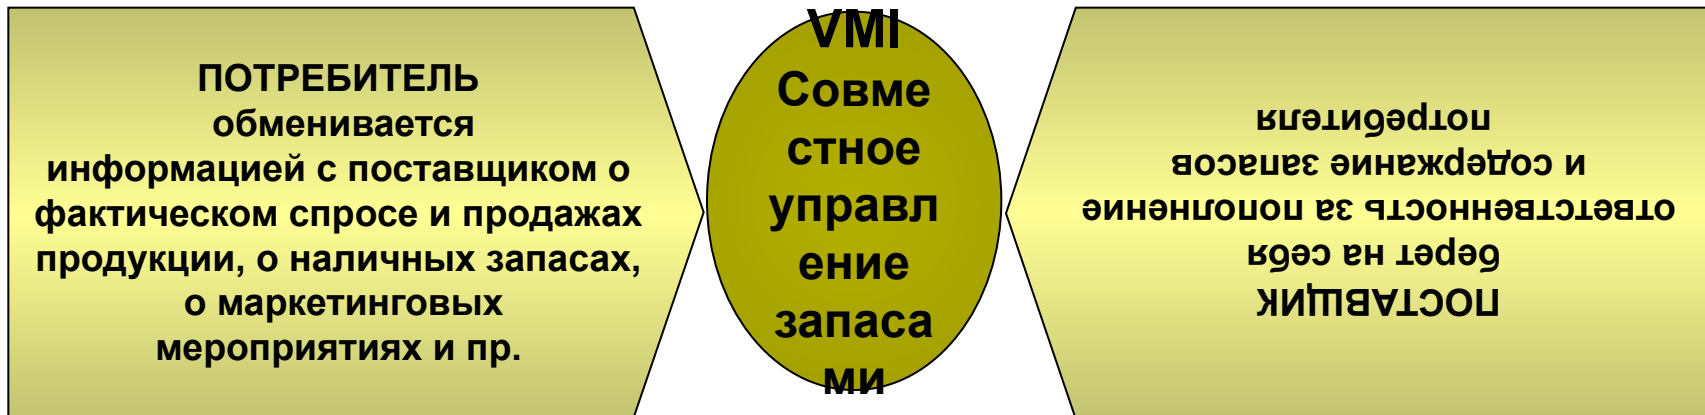 ПОТРЕБИТЕЛЬ
обменивается
информацией с поставщиком о
фактическом спросе и продажах
продукции, о наличных запасах,
о маркетинговых
мероприятиях и пр.
VMI
Совме
стное
управл
ение
запаса
ми
ПОСТАВЩИК
берет на себя
ответственность за пополнение
и содержание запасов
потребителя